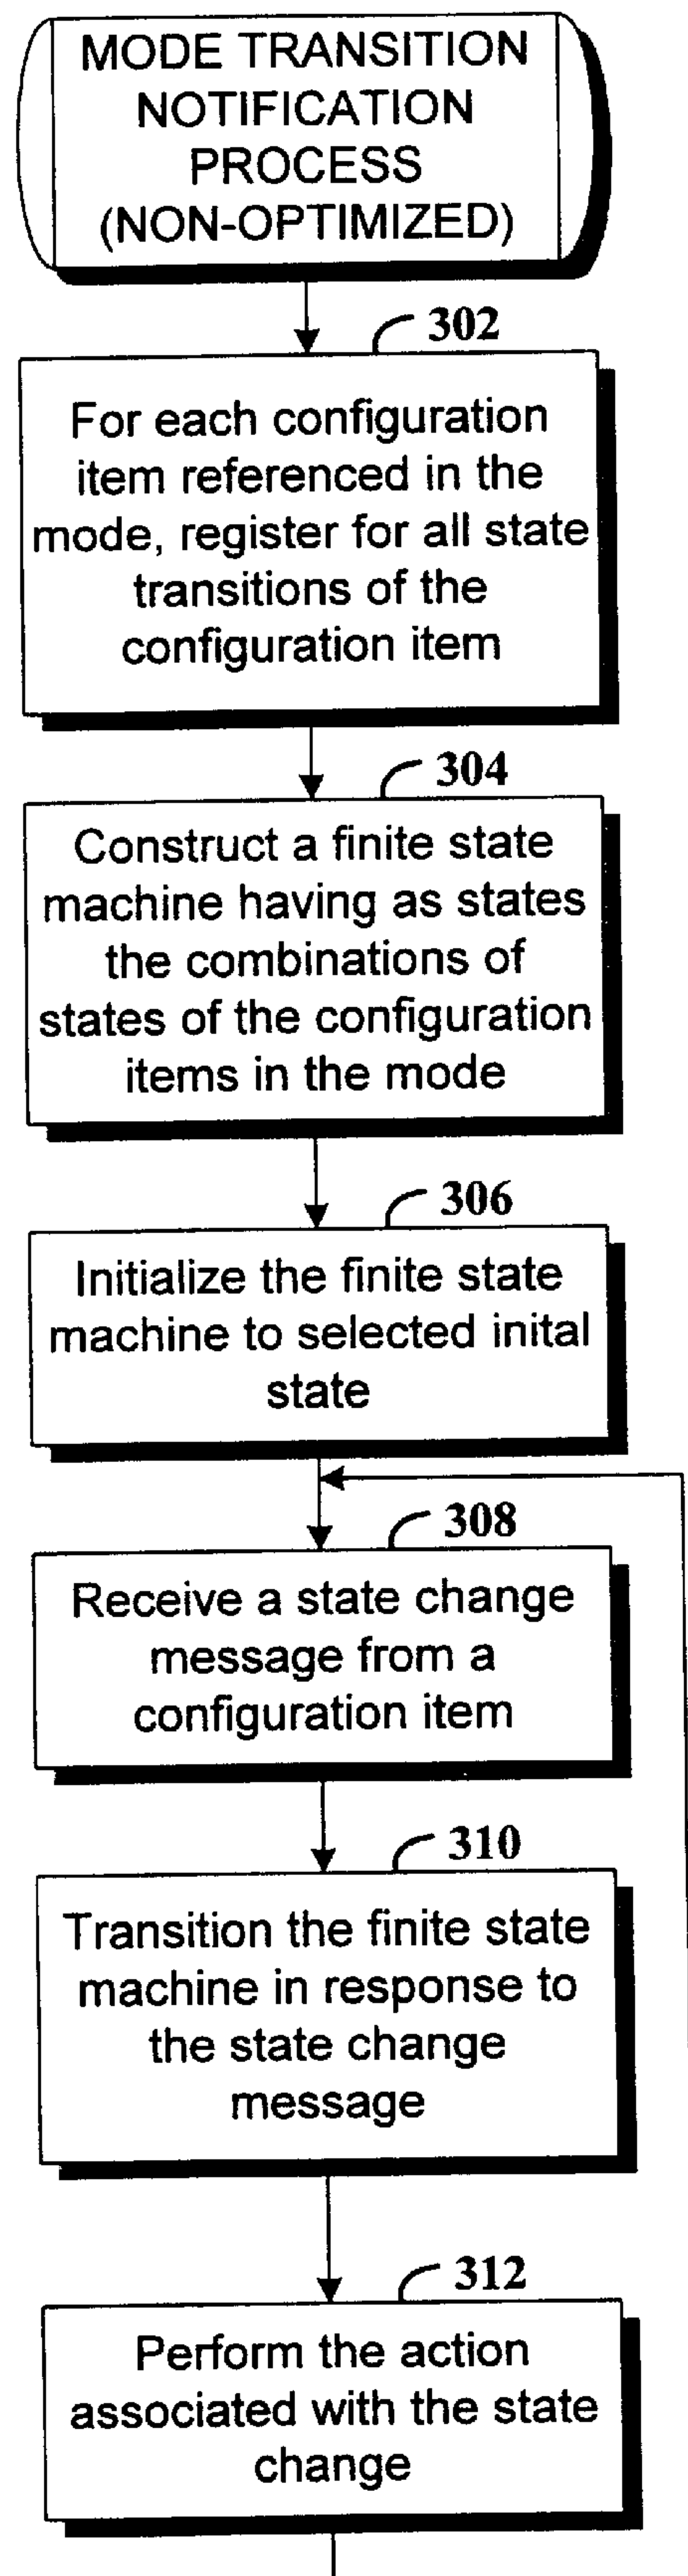 MODE TRANSITION
NOTIFICATION
PROCESS
(NON-OPTIMIZED)
302
For each configuration
item referenced in the
mode, register for all state
transitions of the
configuration item
304
Construct a finite state
machine having as states
the combinations of
states of the configuration
items in the mode
306
Initialize the finite state
machine to selected inital
state
308
Receive a state change
message from a
configuration item
310
Transition the finite state
machine in response to
the state change
message
312
Perform the action
associated with the state
change